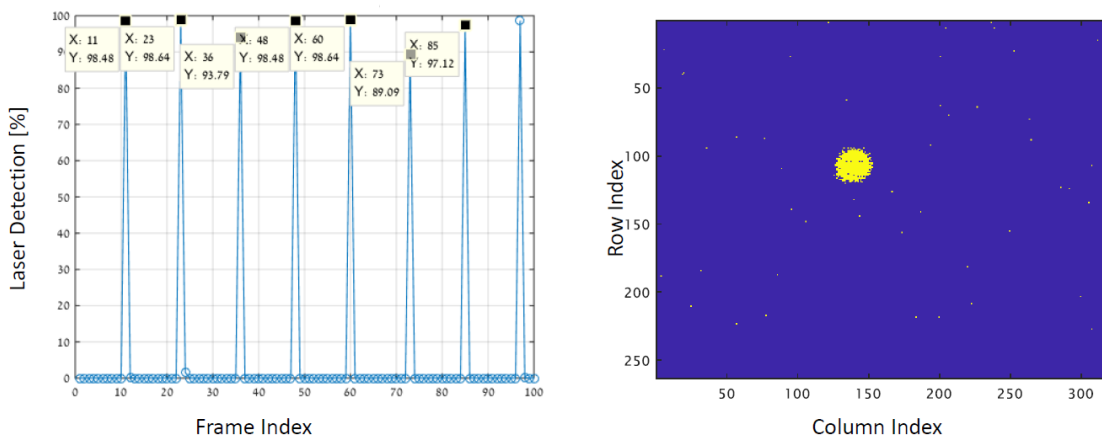 100
90
80
70
60
50
40
30
20
10
0
X: 11
Y: 98.48
X: 23
Y: 98.64
X: 36
Y: 93.79
X: 48
Y: 98.48
X: 60
Y: 98.64
X: 73
Y: 89.09
X: 85
Y: 97.12
0 10 20 30 40 50 60 70 80 90 100
Laser Detection [%]
Frame Index
50
100
150
200
250
50 100 150 200 250 300
Row Index
Column Index